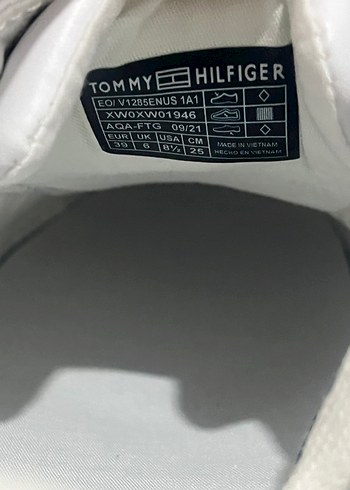 TOMMY HILFIGER
EO/ V1285ENUS 1A1
XW0XW01946
AQA-FTG 09/21
EUR UK USA CM
39 6 8½ 25
MADE IN VIETNAM
HECHO EN VIETNAM